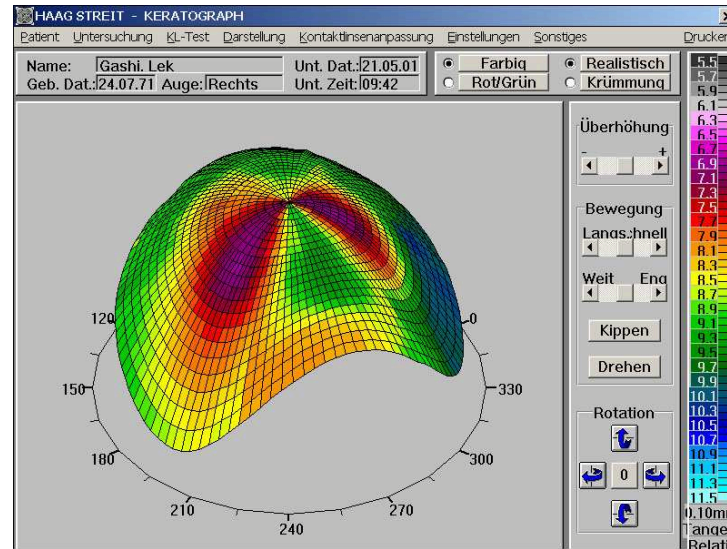 HAAG STREIT - KERATOGRAPH
Patient Untersuchung KL-Test Darstellung Kontaktlinsenanpassung Einstellungen Sonstiges Drucken
Name: Gashi. Lek Unt. Dat.: 21.05.01
Geb. Dat.: 24.07.71 Auge: Rechts Unt. Zeit: 09:42
Farbig Realistisch
Rot/Grün Krümmung
Überhöhung
- +
Bewegung
Langs.:hnell
Weit Eng
Kippen
Drehen
Rotation
0
120
150
180
210
240
270
300
330
0
5.5
5.7
5.9
6.1
6.3
6.5
6.7
6.9
7.1
7.3
7.5
7.7
7.9
8.1
8.3
8.5
8.7
8.9
9.1
9.3
9.5
9.7
9.9
10.1
10.3
10.5
10.7
10.9
11.1
11.3
11.5
0.10m
Tange
Relat